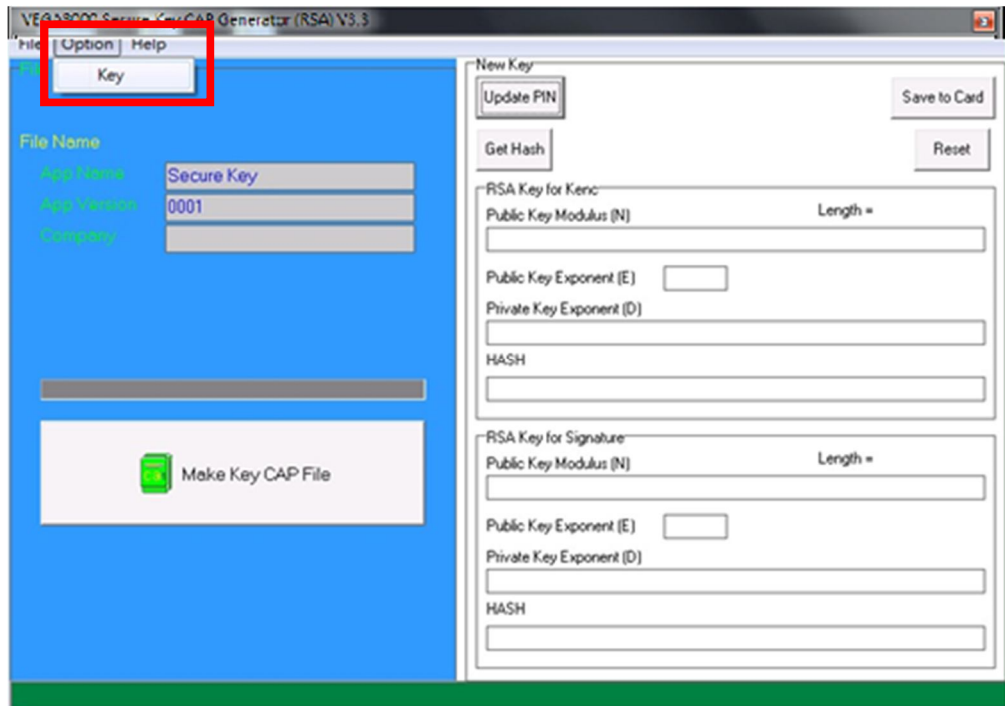 Secure Key CAP Generator (RSA) V3.3
File Option Help
Key
File Name
App Name Secure Key
App Version 0001
Company
Make Key CAP File
New Key
Update PIN Save to Card
Get Hash Reset
RSA Key for Kenc
Public Key Modulus (N) Length =
Public Key Exponent (E)
Private Key Exponent (D)
HASH
RSA Key for Signature
Public Key Modulus (N) Length =
Public Key Exponent (E)
Private Key Exponent (D)
HASH